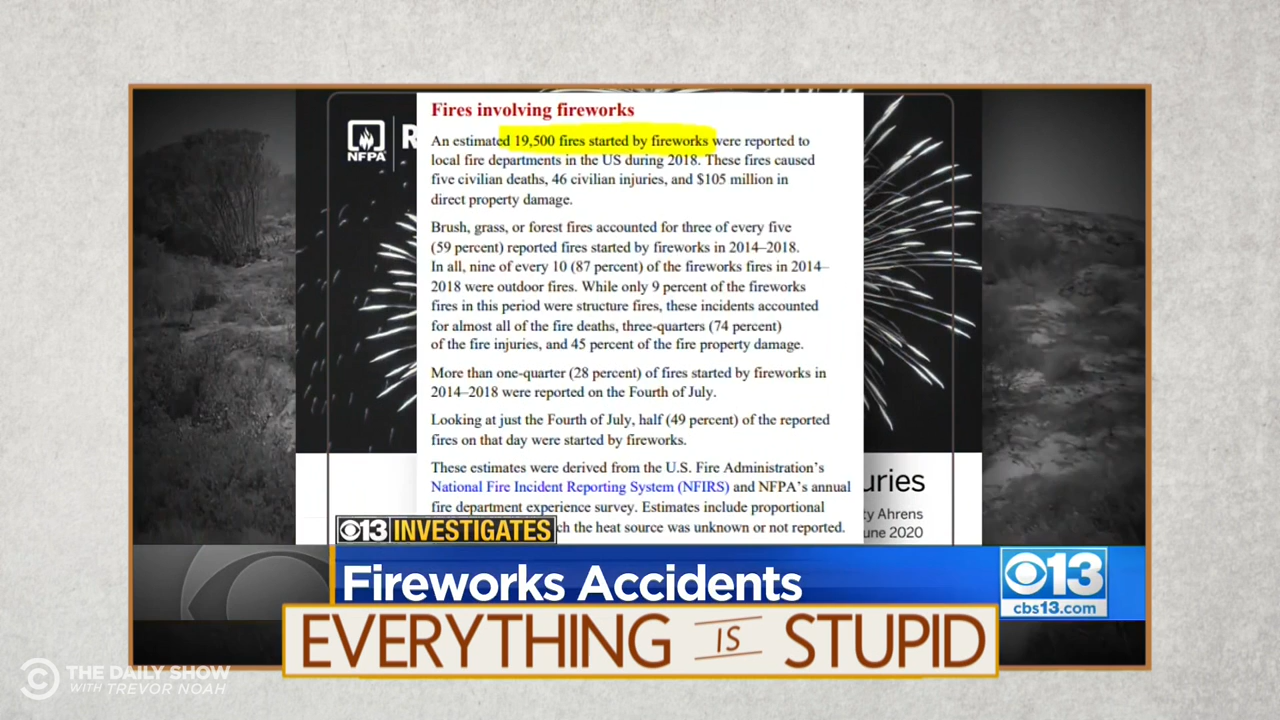 NFPA
R
Fires involving fireworks
An estimated 19,500 fires started by fireworks were reported to
local fire departments in the US during 2018. These fires caused
five civilian deaths, 46 civilian injuries, and $105 million in
direct property damage.
Brush, grass, or forest fires accounted for three of every five
(59 percent) reported fires started by fireworks in 2014–2018.
In all, nine of every 10 (87 percent) of the fireworks fires in 2014–
2018 were outdoor fires. While only 9 percent of the fireworks
fires in this period were structure fires, these incidents accounted
for almost all of the fire deaths, three-quarters (74 percent)
of the fire injuries, and 45 percent of the fire property damage.
More than one-quarter (28 percent) of fires started by fireworks in
2014–2018 were reported on the Fourth of July.
Looking at just the Fourth of July, half (49 percent) of the reported
fires on that day were started by fireworks.
These estimates were derived from the U.S. Fire Administration's
National Fire Incident Reporting System (NFIRS) and NFPA's annual
fire department experience survey. Estimates include proportional
ch the heat source was unknown or not reported.
uries
ty Ahrens
une 2020
13 INVESTIGATES
Fireworks Accidents
13
cbs13.com
EVERYTHING IS STUPID
THE DAILY SHOW
WITH TREVOR NOAH